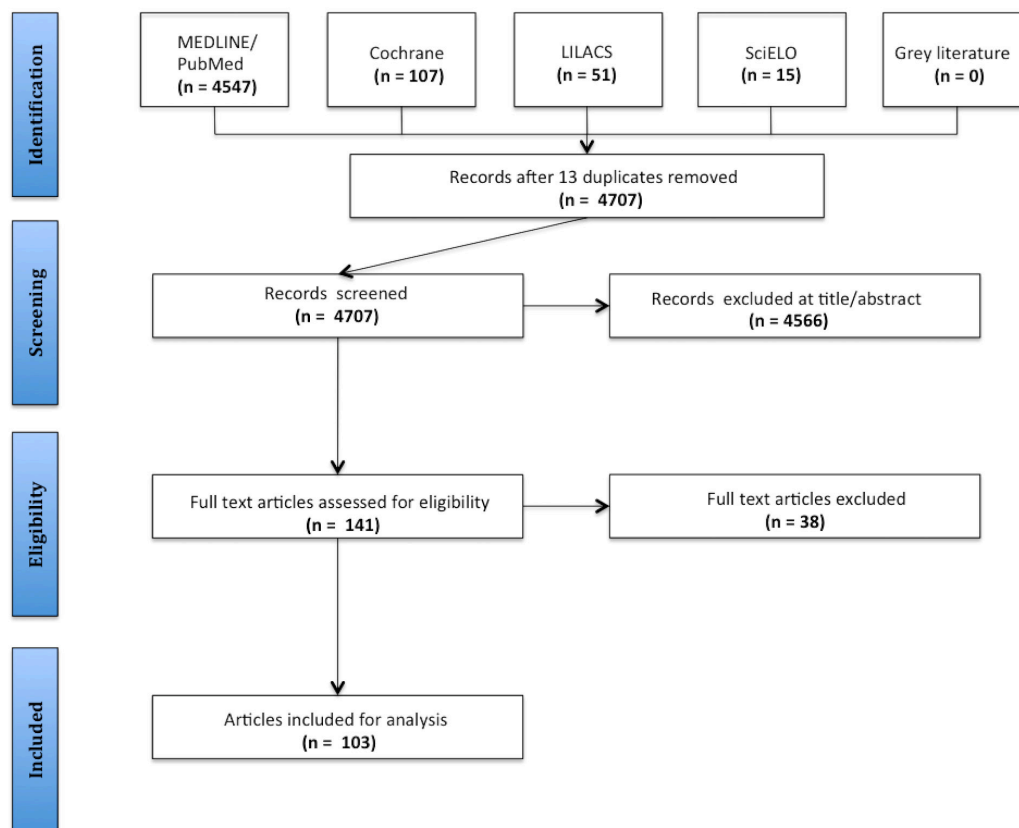 Identification
MEDLINE/
PubMed
(n = 4547)
Cochrane
(n = 107)
LILACS
(n = 51)
SciELO
(n = 15)
Grey literature
(n = 0)
Records after 13 duplicates removed
(n = 4707)
Screening
Records screened
(n = 4707)
Records excluded at title/abstract
(n = 4566)
Eligibility
Full text articles assessed for eligibility
(n = 141)
Full text articles excluded
(n = 38)
Included
Articles included for analysis
(n = 103)